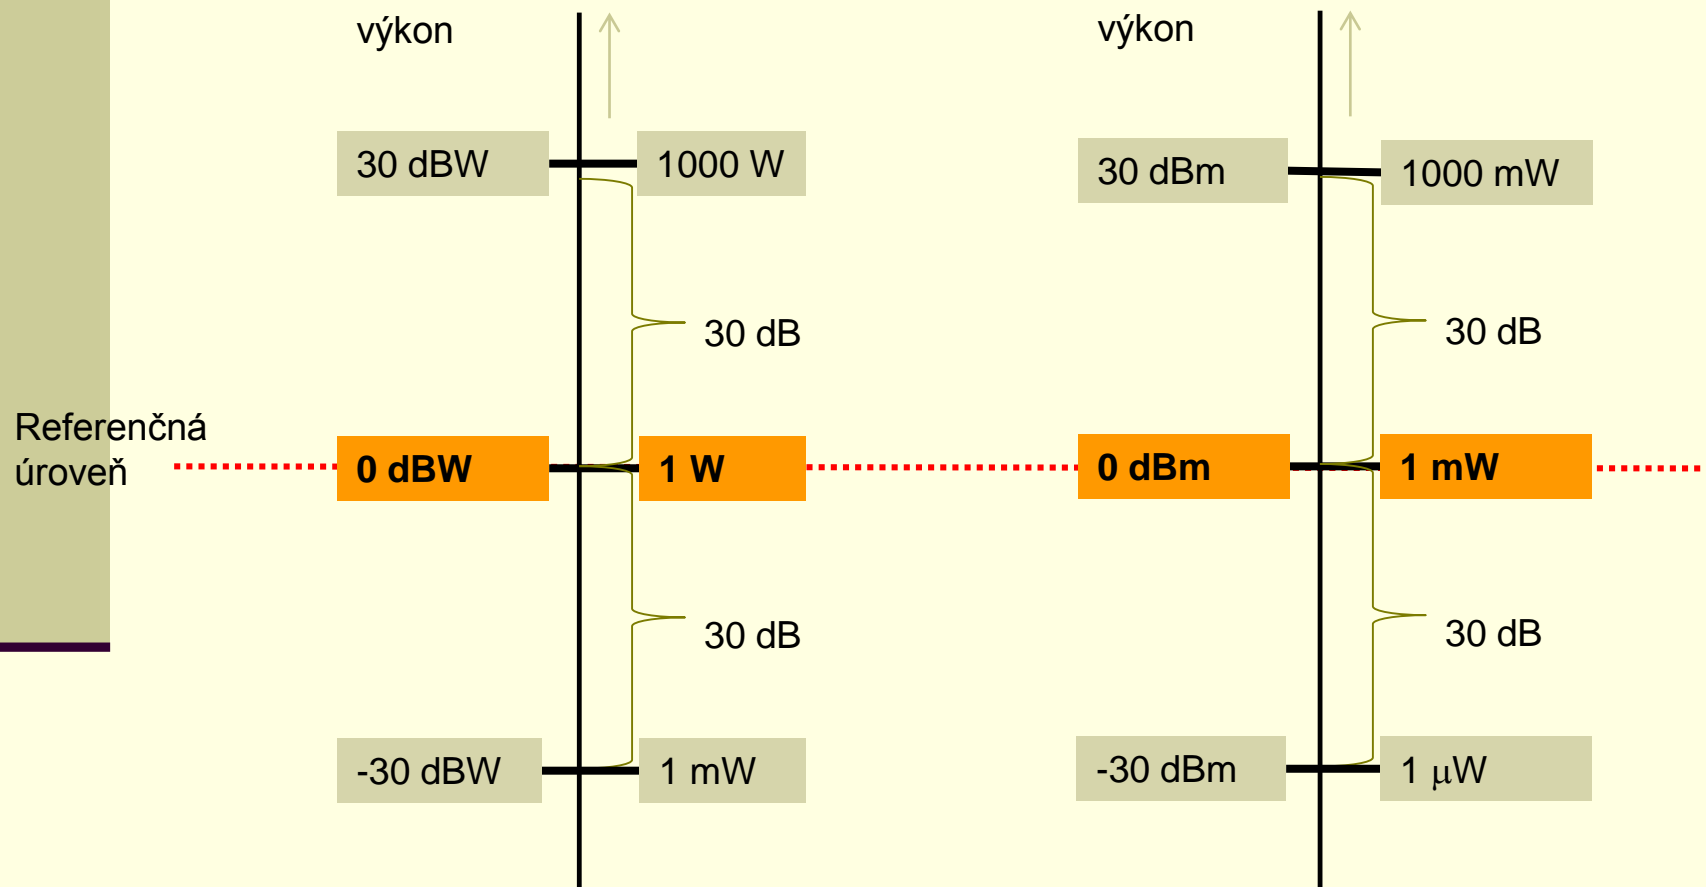 výkon
30 dBW
1000 W
30 dB
Referenčná
úroveň
0 dBW
1 W
30 dB
-30 dBW
1 mW
výkon
30 dBm
1000 mW
30 dB
0 dBm
1 mW
30 dB
-30 dBm
1 μW